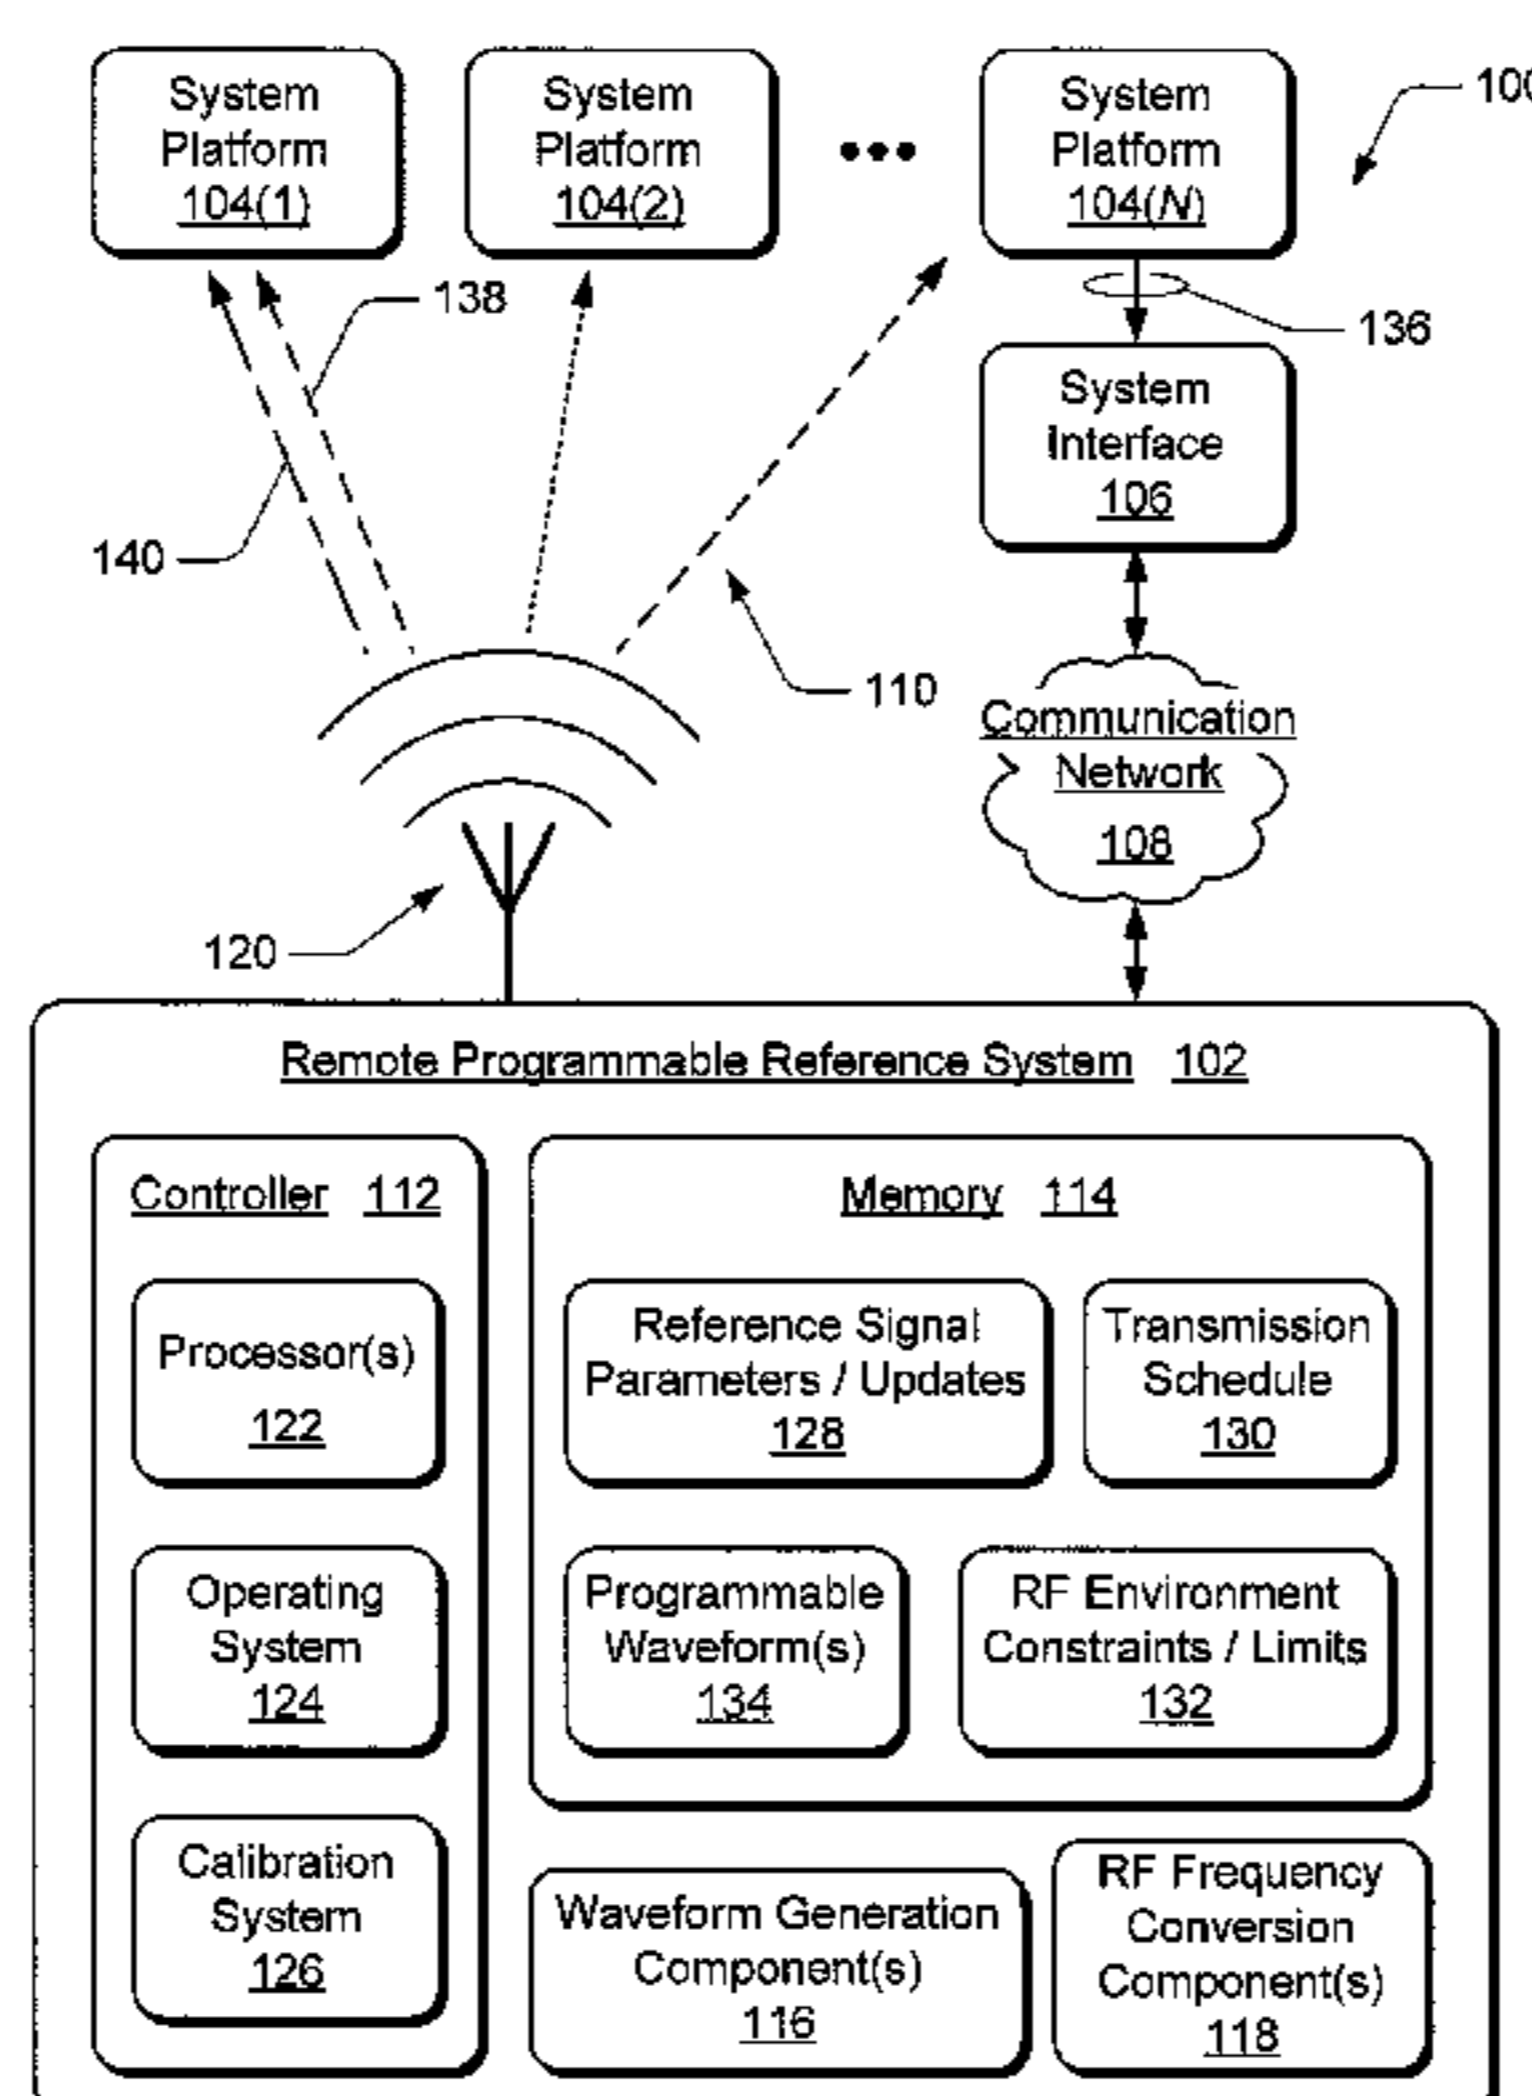 System
Platform
104(1)
System
Platform
104(2)
•••
System
Platform
104(N)
100
138
136
System
Interface
106
140
110
Communication
Network
108
120
Remote Programmable Reference System 102
Controller 112
Processor(s)
122
Operating
System
124
Calibration
System
126
Memory 114
Reference Signal
Parameters / Updates
128
Transmission
Schedule
130
Programmable
Waveform(s)
134
RF Environment
Constraints / Limits
132
Waveform Generation
Component(s)
116
RF Frequency
Conversion
Component(s)
118